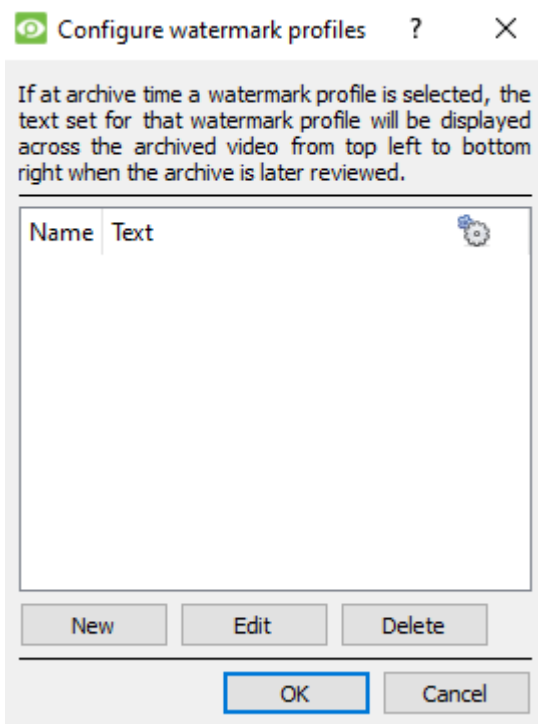 Configure watermark profiles ? ×
If at archive time a watermark profile is selected, the
text set for that watermark profile will be displayed
across the archived video from top left to bottom
right when the archive is later reviewed.
Name Text
New Edit Delete
OK Cancel